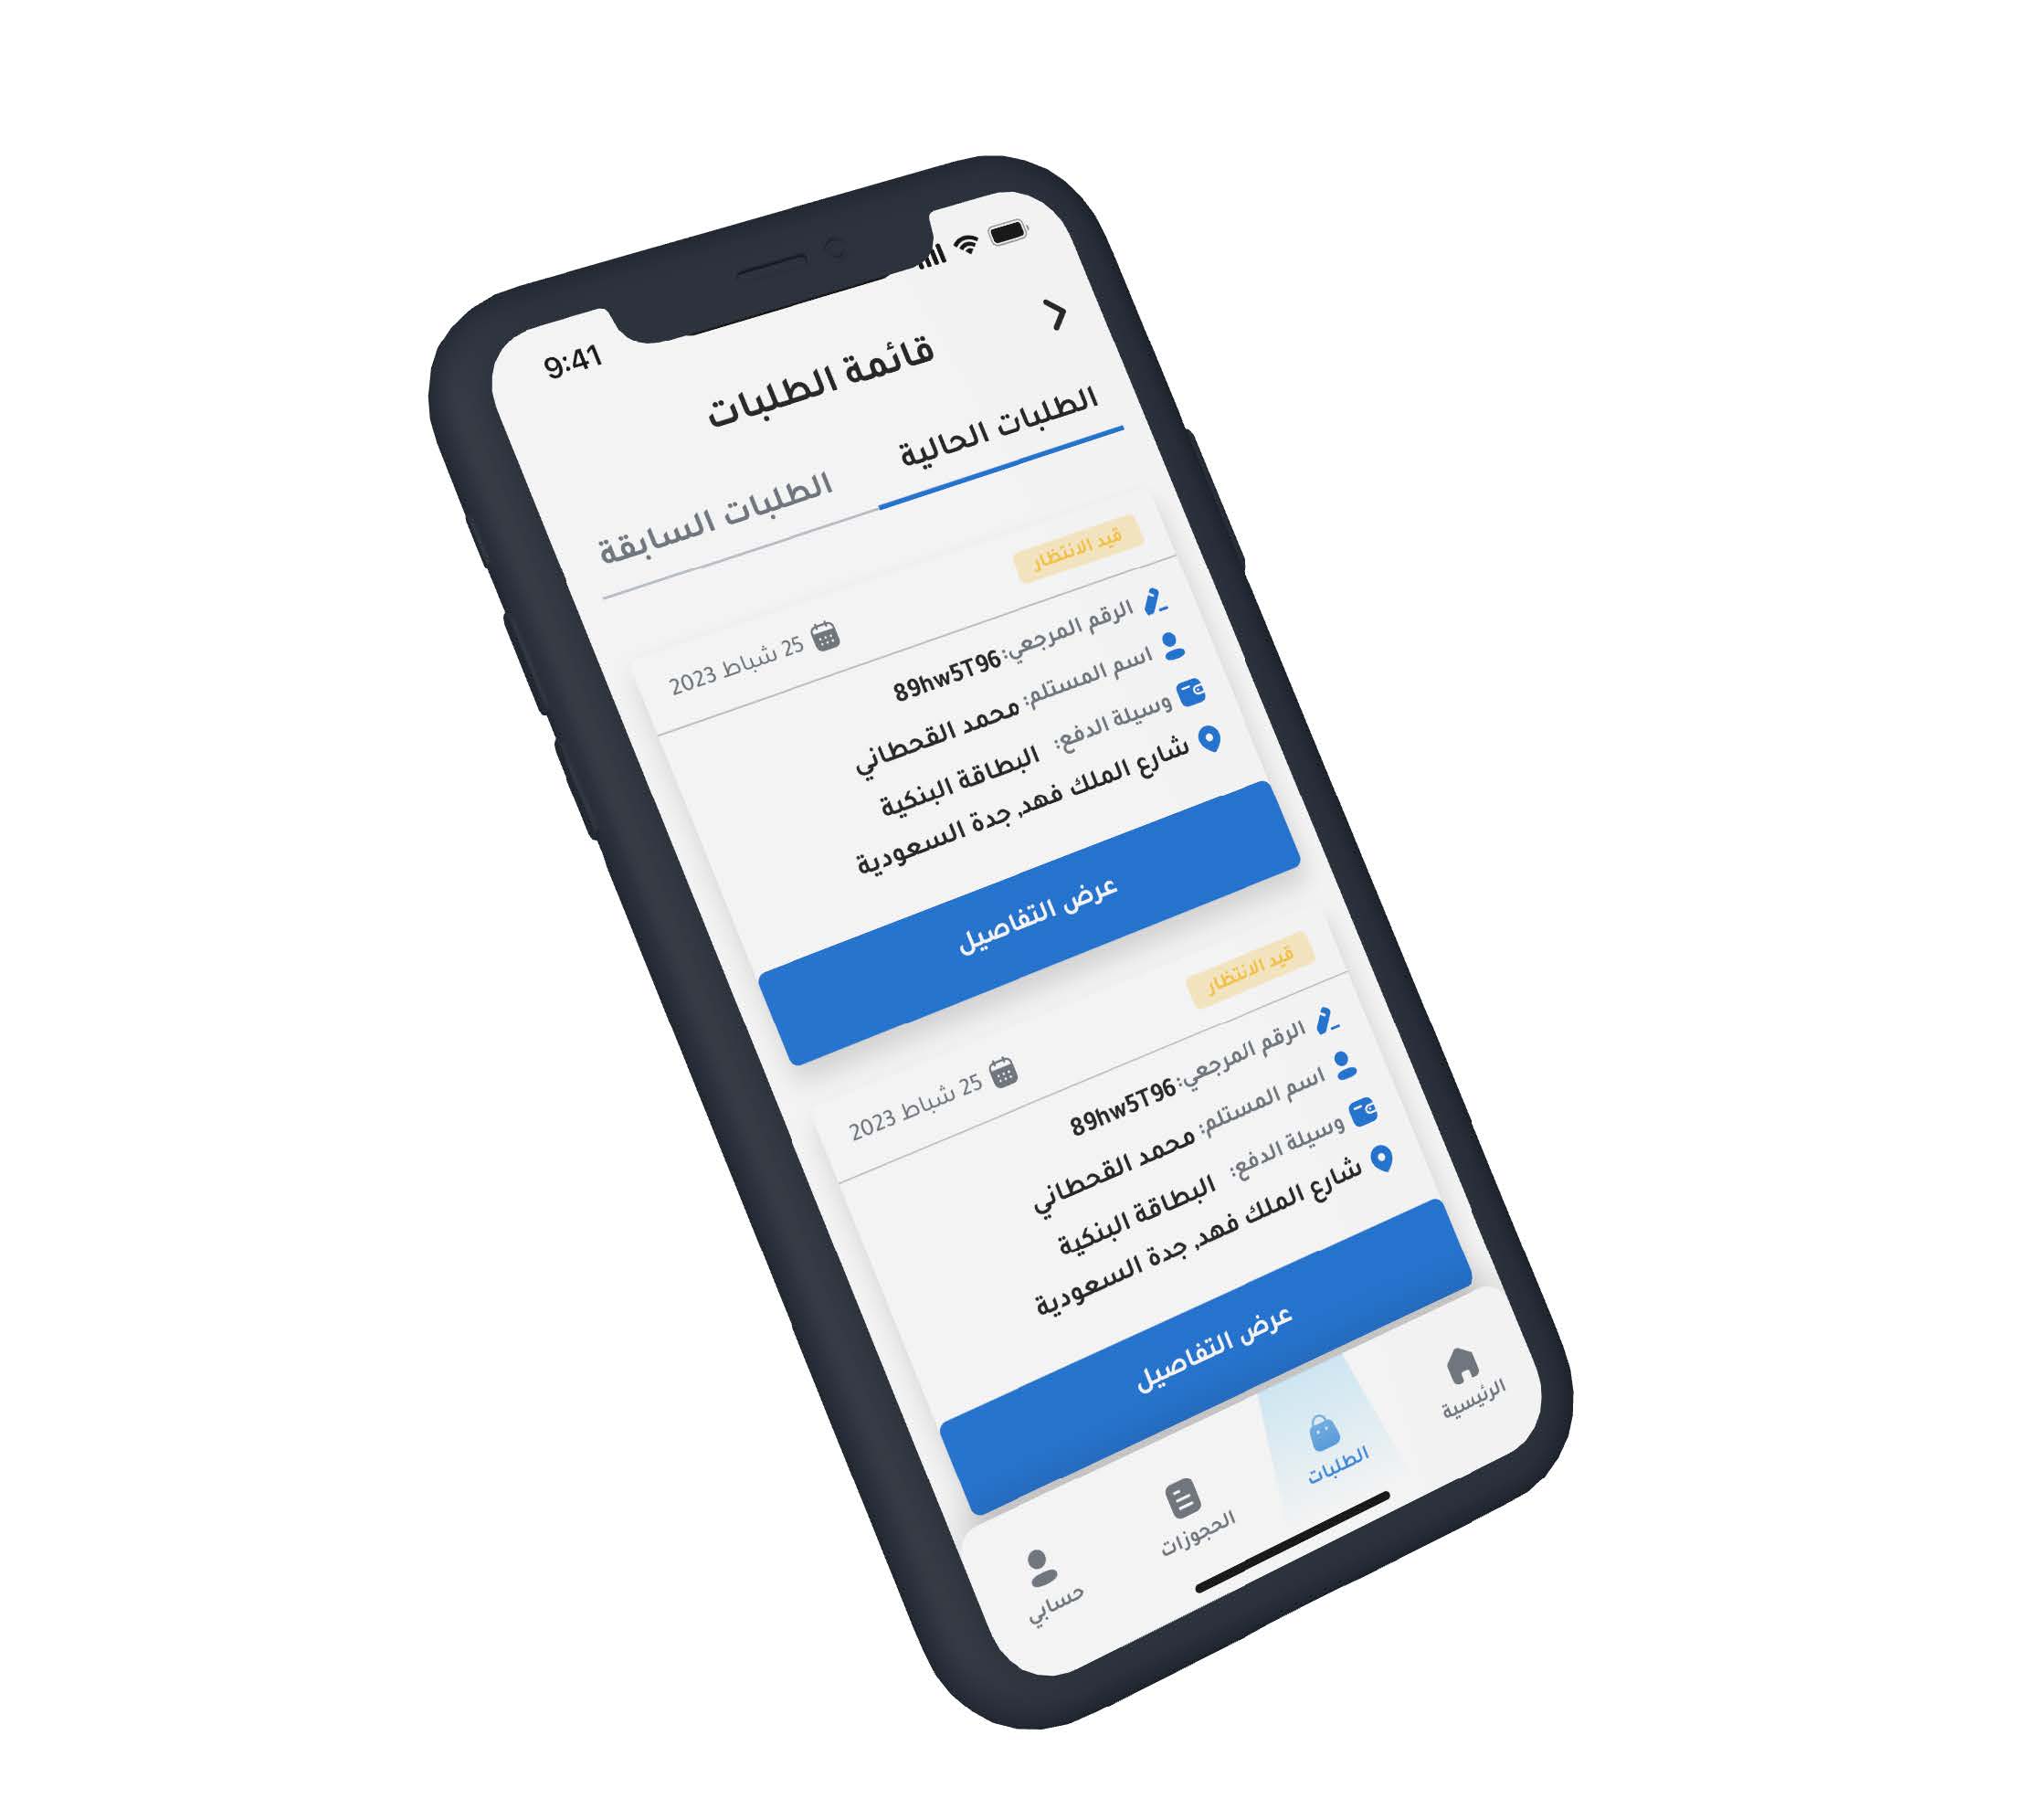 9:41
قائمة الطلبات
الطلبات الحالية
الطلبات السابقة
قيد الانتظار
25 شباط 2023
الرقم المرجعي: 89hw5T96
اسم المستلم: محمد القحطاني
وسيلة الدفع: البطاقة البنكية
شارع الملك فهد, جدة السعودية
عرض التفاصيل
قيد الانتظار
25 شباط 2023
الرقم المرجعي: 89hw5T96
اسم المستلم: محمد القحطاني
وسيلة الدفع: البطاقة البنكية
شارع الملك فهد, جدة السعودية
عرض التفاصيل
الرئيسية
الطلبات
الحجوزات
حسابي